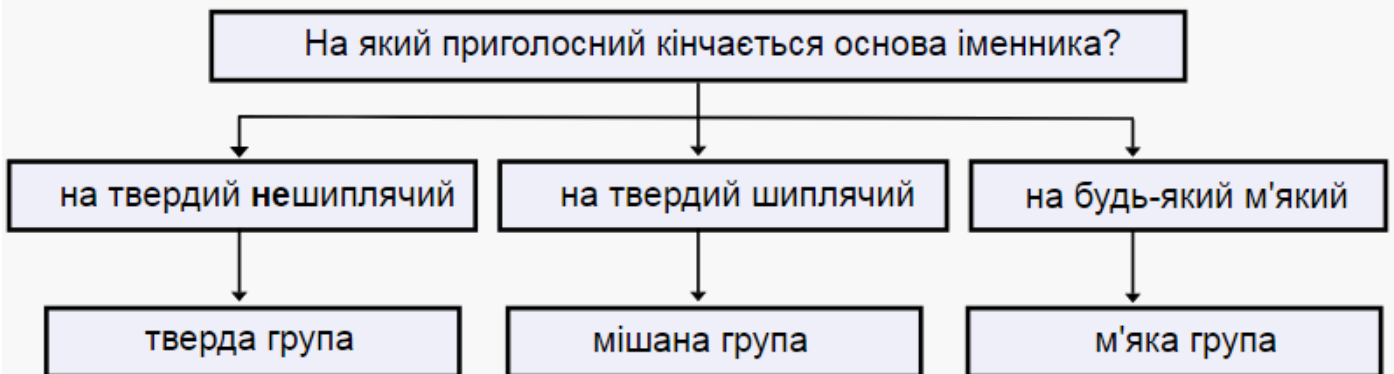 На який приголосний кінчається основа іменника?
на твердий нешиплячий
на твердий шиплячий
на будь-який м'який
тверда група
мішана група
м'яка група